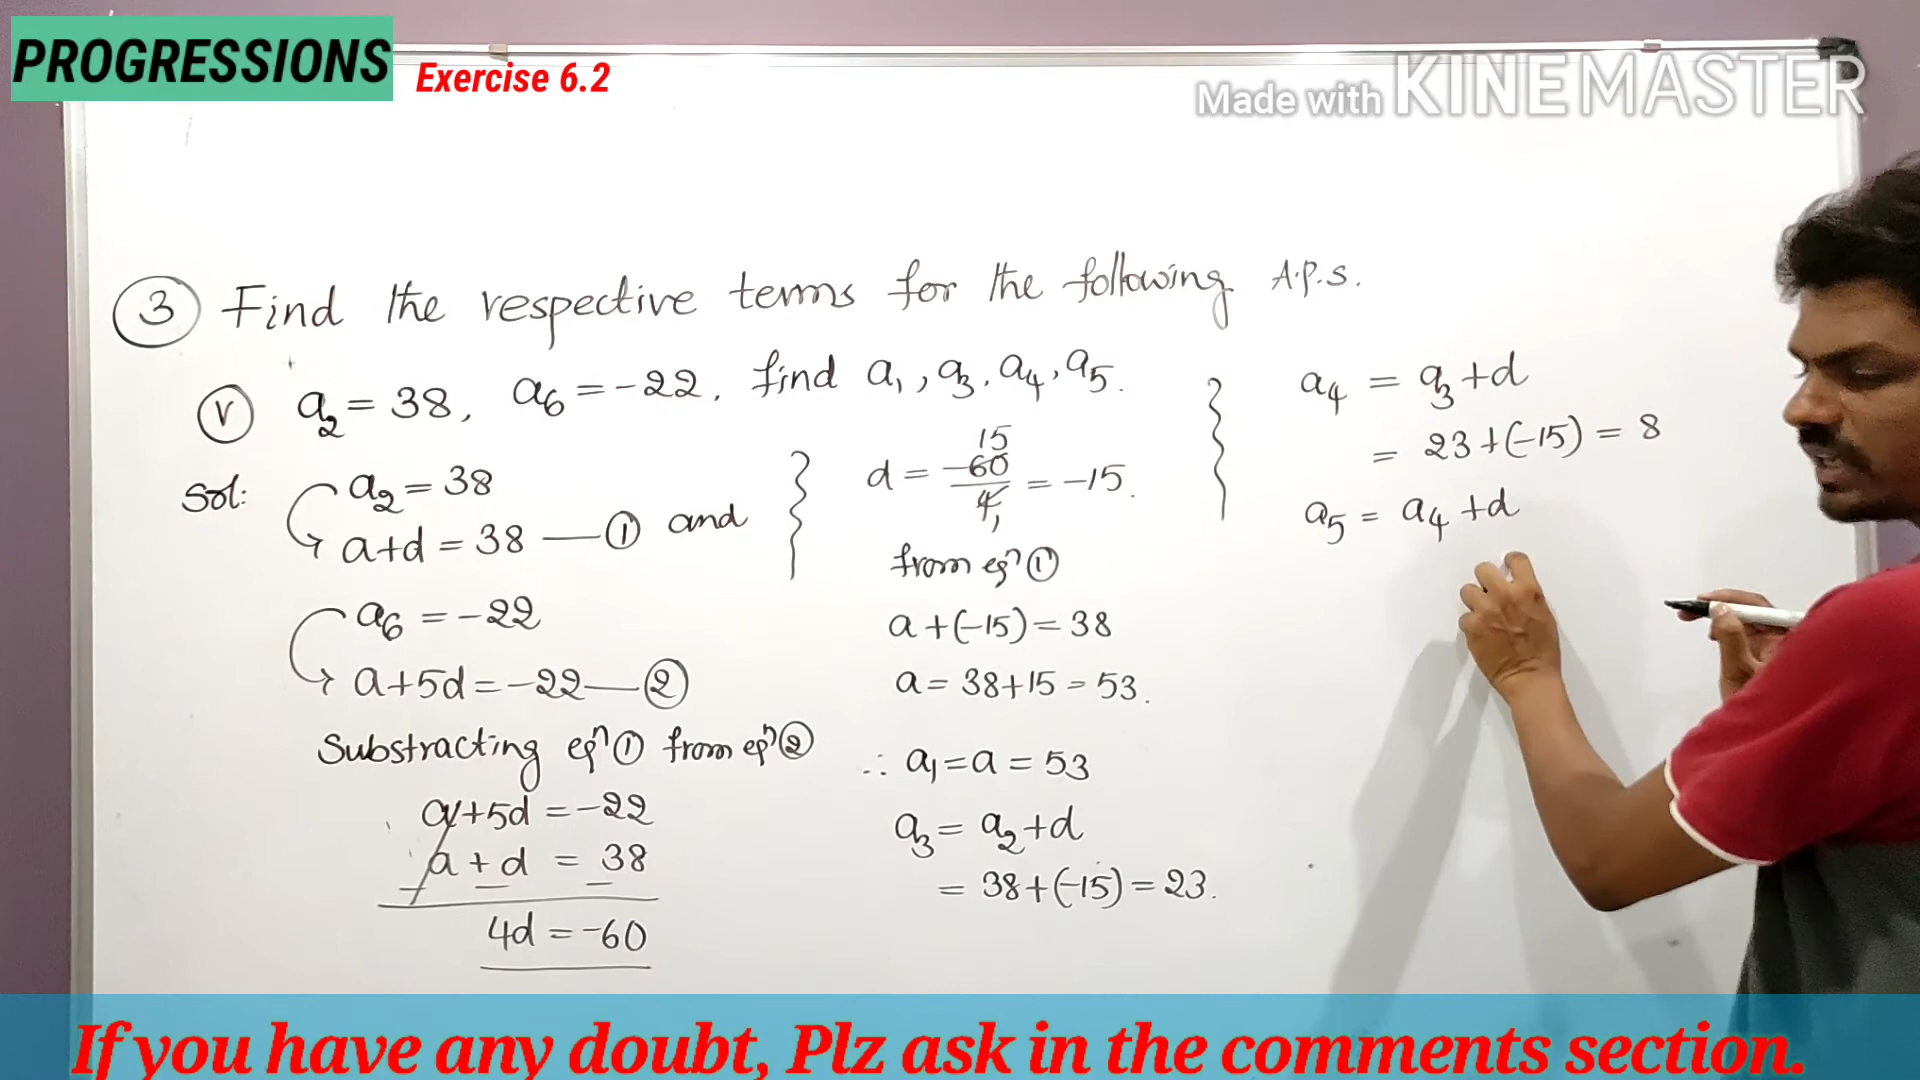 PROGRESSIONS
Exercise 6.2
Made with KINEMASTER
③ Find the respective terms for the following A.P.s.
Ⓥ a₂ = 38, a₆ = -22, find a₁, a₃, a₄, a₅.
Sol: a₂ = 38
a+d = 38 — ① and
a₆ = -22
a+5d = -22 — ②
Substracting eqⁿ ① from eqⁿ ②
a+5d = -22
a + d = 38
- - -
4d = -60
15
d = -60/4 = -15.
1
from eqⁿ ①
a+(-15) = 38
a = 38+15 = 53.
∴ a₁ = a = 53
a₃ = a₂+d
= 38+(-15) = 23.
a₄ = a₃+d
= 23+(-15) = 8
a₅ = a₄+d
If you have any doubt, Plz ask in the comments section.